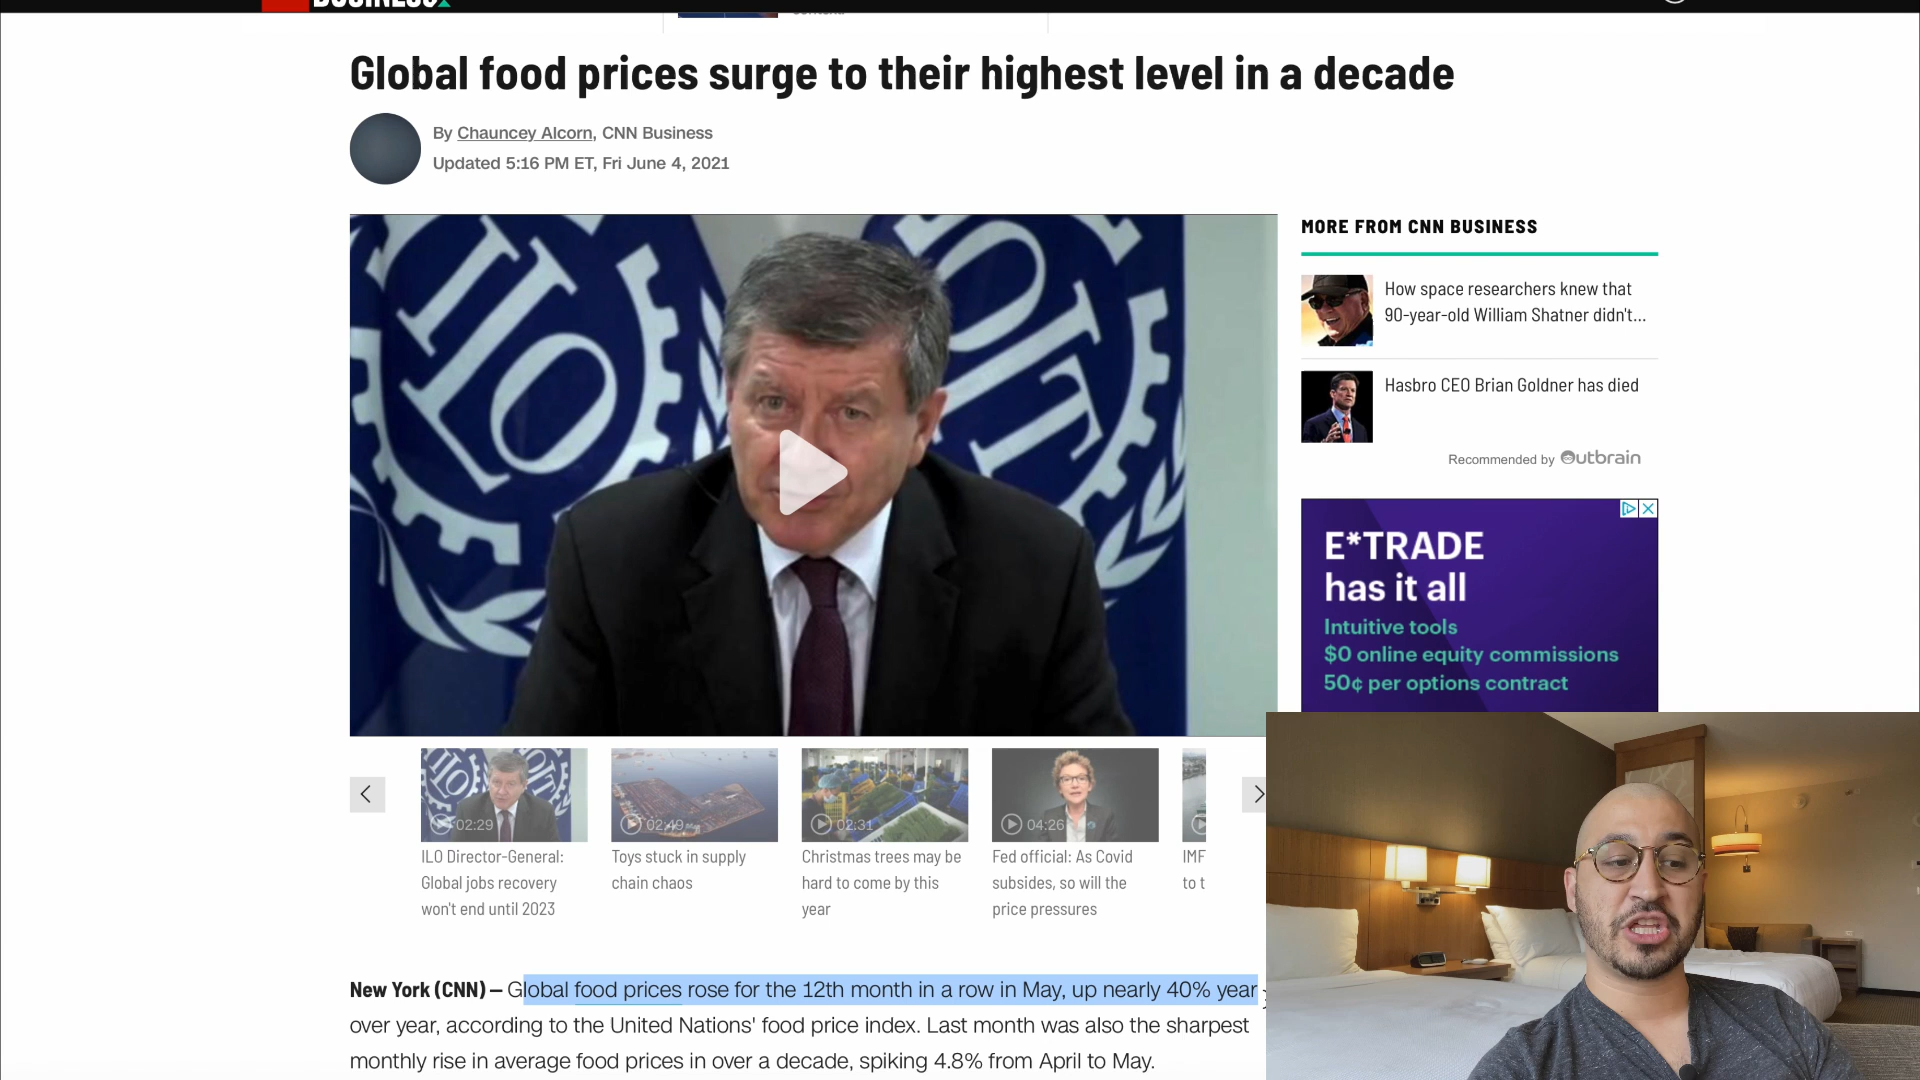 BUSINESS
Global food prices surge to their highest level in a decade
By Chauncey Alcorn, CNN Business
Updated 5:16 PM ET, Fri June 4, 2021
ILO
MORE FROM CNN BUSINESS
How space researchers knew that
90-year-old William Shatner didn't...
Hasbro CEO Brian Goldner has died
Recommended by Outbrain
E*TRADE
has it all
Intuitive tools
$0 online equity commissions
50¢ per options contract
02:29
ILO Director-General:
Global jobs recovery
won't end until 2023
02:49
Toys stuck in supply
chain chaos
02:31
Christmas trees may be
hard to come by this
year
04:26
Fed official: As Covid
subsides, so will the
price pressures
IMF
to t
New York (CNN) — Global food prices rose for the 12th month in a row in May, up nearly 40% year
over year, according to the United Nations' food price index. Last month was also the sharpest
monthly rise in average food prices in over a decade, spiking 4.8% from April to May.